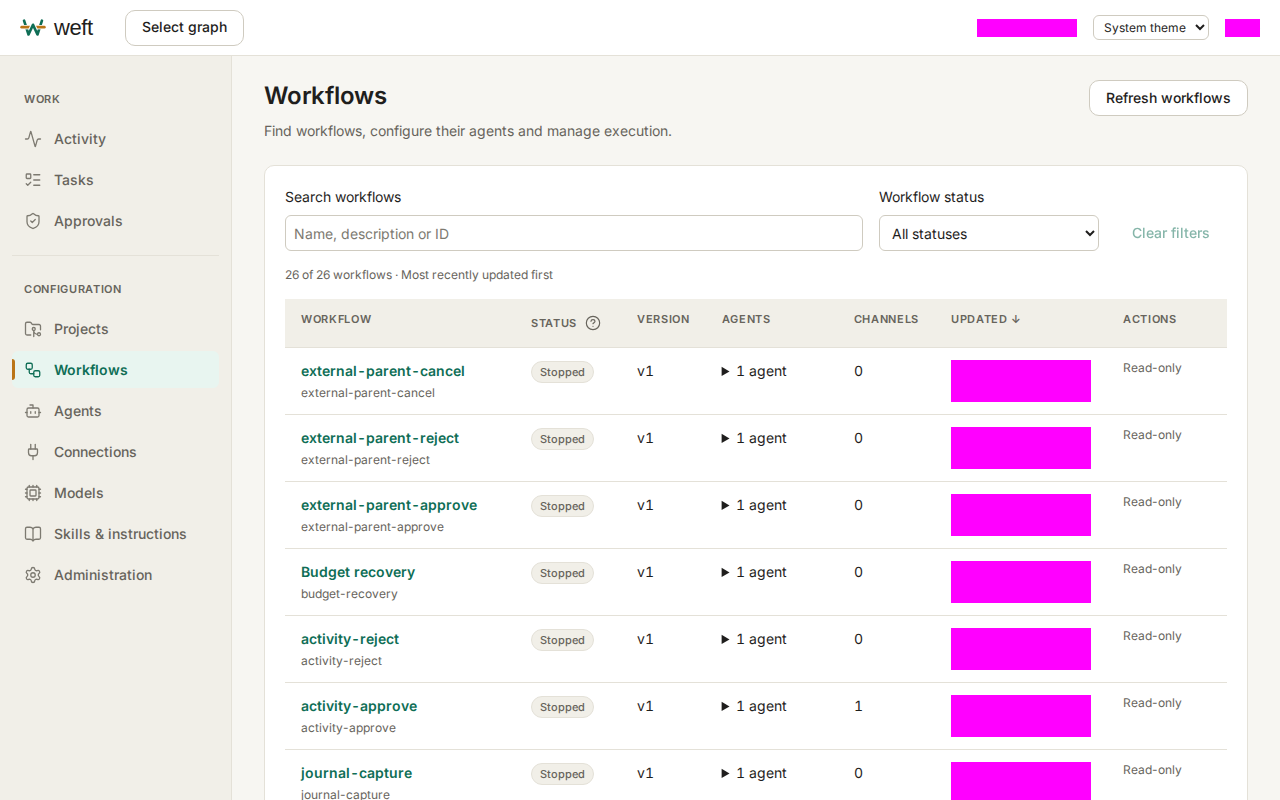 weft
Select graph
System theme
WORK
Activity
Tasks
Approvals
CONFIGURATION
Projects
Workflows
Agents
Connections
Models
Skills & instructions
Administration
Workflows
Refresh workflows
Find workflows, configure their agents and manage execution.
Search workflows
Workflow status
Name, description or ID
All statuses
Clear filters
26 of 26 workflows · Most recently updated first
WORKFLOW STATUS ? VERSION AGENTS CHANNELS UPDATED ↓ ACTIONS
external-parent-cancel Stopped v1 ▶ 1 agent 0 Read-only
external-parent-cancel
external-parent-reject Stopped v1 ▶ 1 agent 0 Read-only
external-parent-reject
external-parent-approve Stopped v1 ▶ 1 agent 0 Read-only
external-parent-approve
Budget recovery Stopped v1 ▶ 1 agent 0 Read-only
budget-recovery
activity-reject Stopped v1 ▶ 1 agent 0 Read-only
activity-reject
activity-approve Stopped v1 ▶ 1 agent 1 Read-only
activity-approve
journal-capture Stopped v1 ▶ 1 agent 0 Read-only
journal-capture